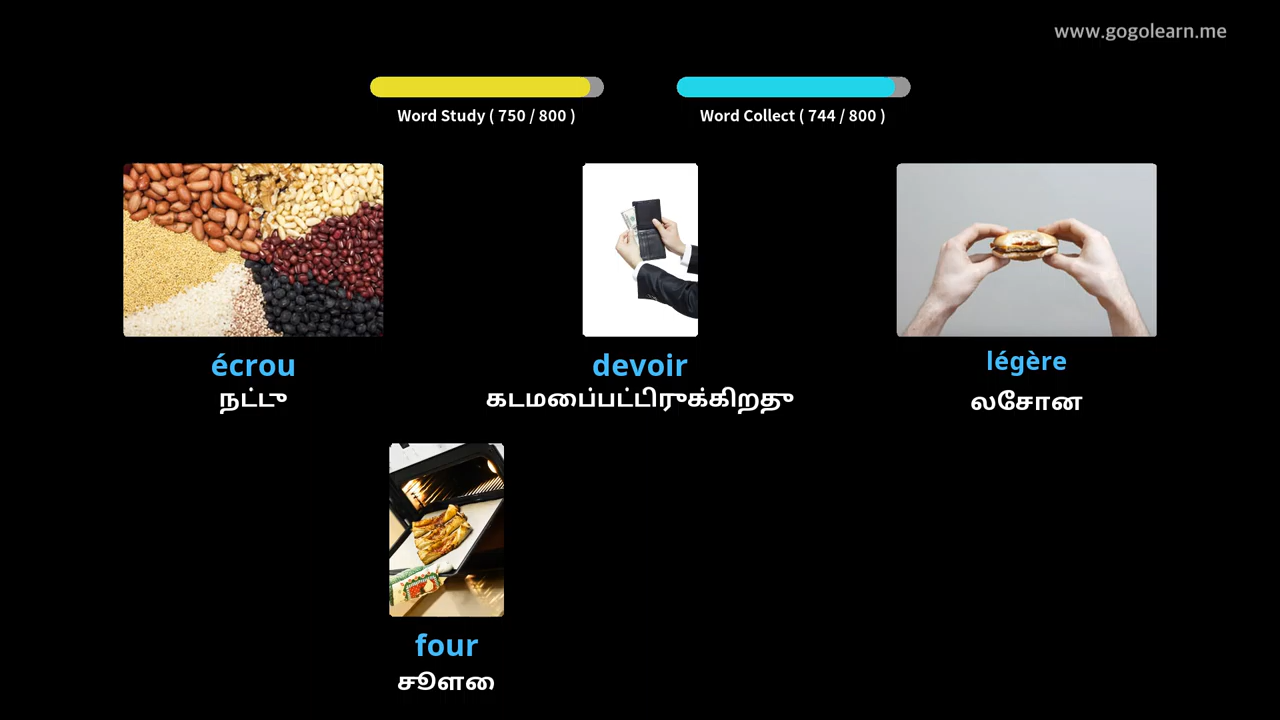 www.gogolearn.me
Word Study ( 750 / 800 )
Word Collect ( 744 / 800 )
écrou
devoir
légère
நட்டு
கடமைப்பட்டிருக்கிறது
லேசான
four
சூளை